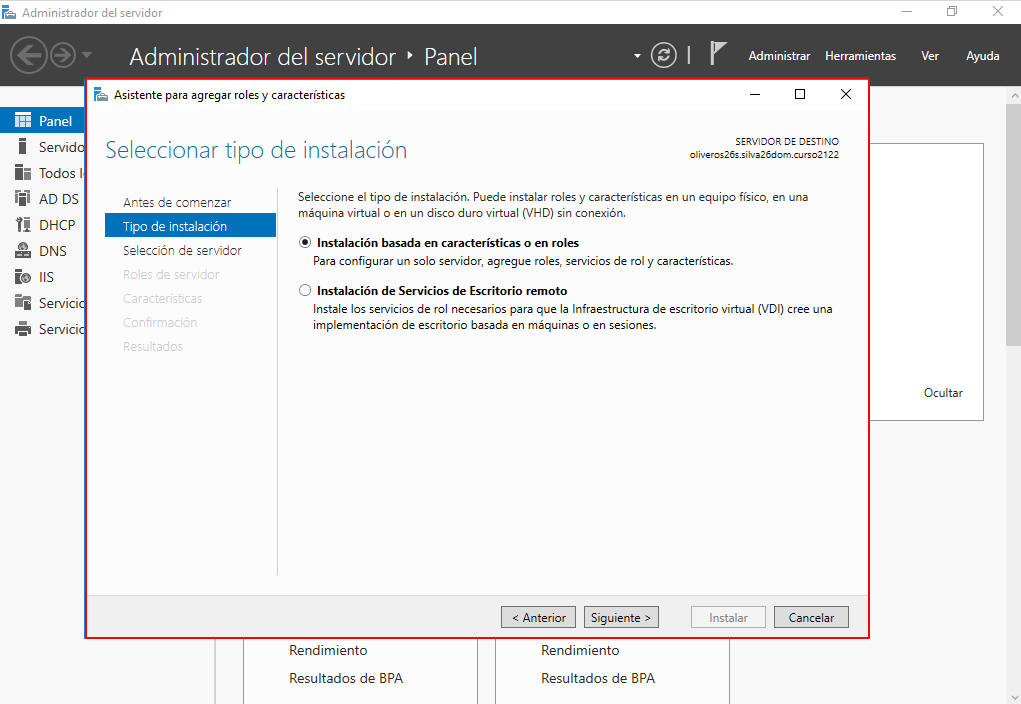 Administrador del servidor
Administrador del servidor ‣ Panel
Administrar Herramientas Ver Ayuda
Panel
Servido
Todos l
AD DS
DHCP
DNS
IIS
Servicio
Servicio
Asistente para agregar roles y características
Seleccionar tipo de instalación
SERVIDOR DE DESTINO
oliveros26s.silva26dom.curso2122
Antes de comenzar
Tipo de instalación
Selección de servidor
Roles de servidor
Características
Confirmación
Resultados
Seleccione el tipo de instalación. Puede instalar roles y características en un equipo físico, en una
máquina virtual o en un disco duro virtual (VHD) sin conexión.
Instalación basada en características o en roles
Para configurar un solo servidor, agregue roles, servicios de rol y características.
Instalación de Servicios de Escritorio remoto
Instale los servicios de rol necesarios para que la Infraestructura de escritorio virtual (VDI) cree una
implementación de escritorio basada en máquinas o en sesiones.
Ocultar
< Anterior Siguiente > Instalar Cancelar
Rendimiento Rendimiento
Resultados de BPA Resultados de BPA